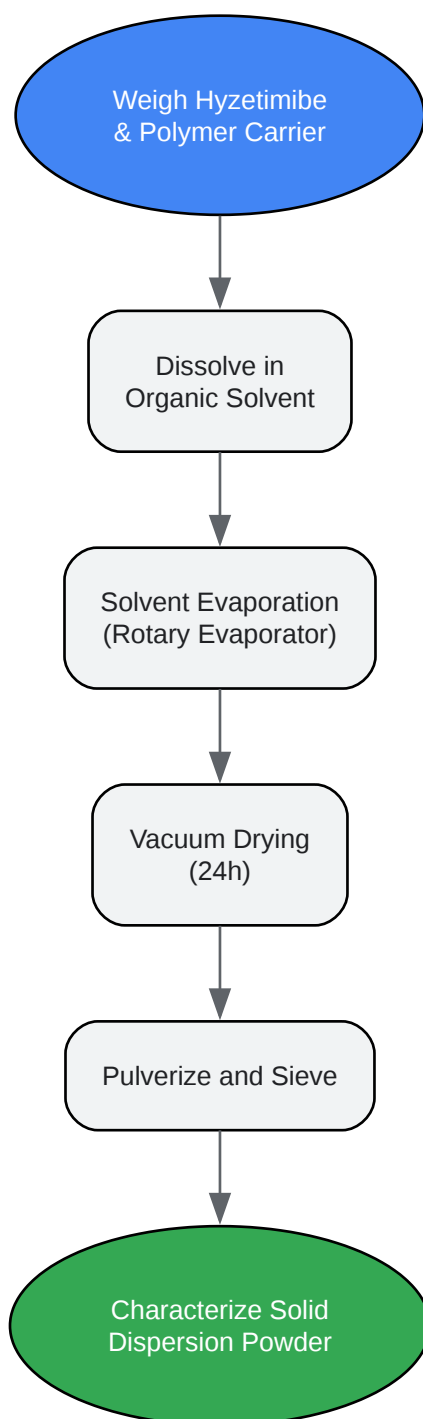 Weigh Hyzetimibe
& Polymer Carrier
Dissolve in
Organic Solvent
Solvent Evaporation
(Rotary Evaporator)
Vacuum Drying
(24h)
Pulverize and Sieve
Characterize Solid
Dispersion Powder